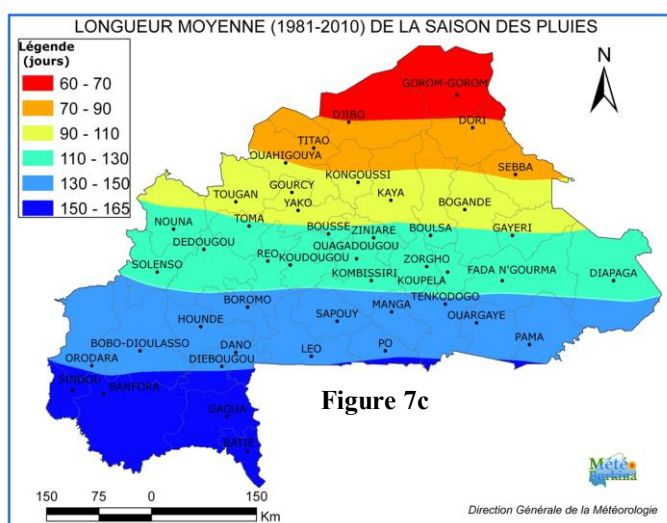 LONGUEUR MOYENNE (1981-2010) DE LA SAISON DES PLUIES
Légende
(jours)
60 - 70
70 - 90
90 - 110
110 - 130
130 - 150
150 - 165
N
GOROM-GOROM
DJIBO
DORI
TITAO
OUAHIGOUYA
SEBBA
KONGOUSSI
GOURCY
KAYA
TOUGAN
YAKO
BOGANDE
NOUNA
TOMA
BOUSSE
ZINIARE
BOULSA
GAYERI
DEDOUGOU
OUAGADOUGOU
REO
KOUDOUGOU
ZORGHO
SOLENSO
KOMBISSIRI
KOUPELA
FADA N'GOURMA
DIAPAGA
BOROMO
MANGA
TENKODOGO
HOUNDE
SAPOUY
OUARGAYE
BOBO-DIOULASSO
DANO
LEO
PO
PAMA
ORODARA
DIEBOUGOU
SINDOU
BANFORA
GAOUA
BATIE
Figure 7c
150 75 0 150
Km
Météo
Burkina
Direction Générale de la Météorologie